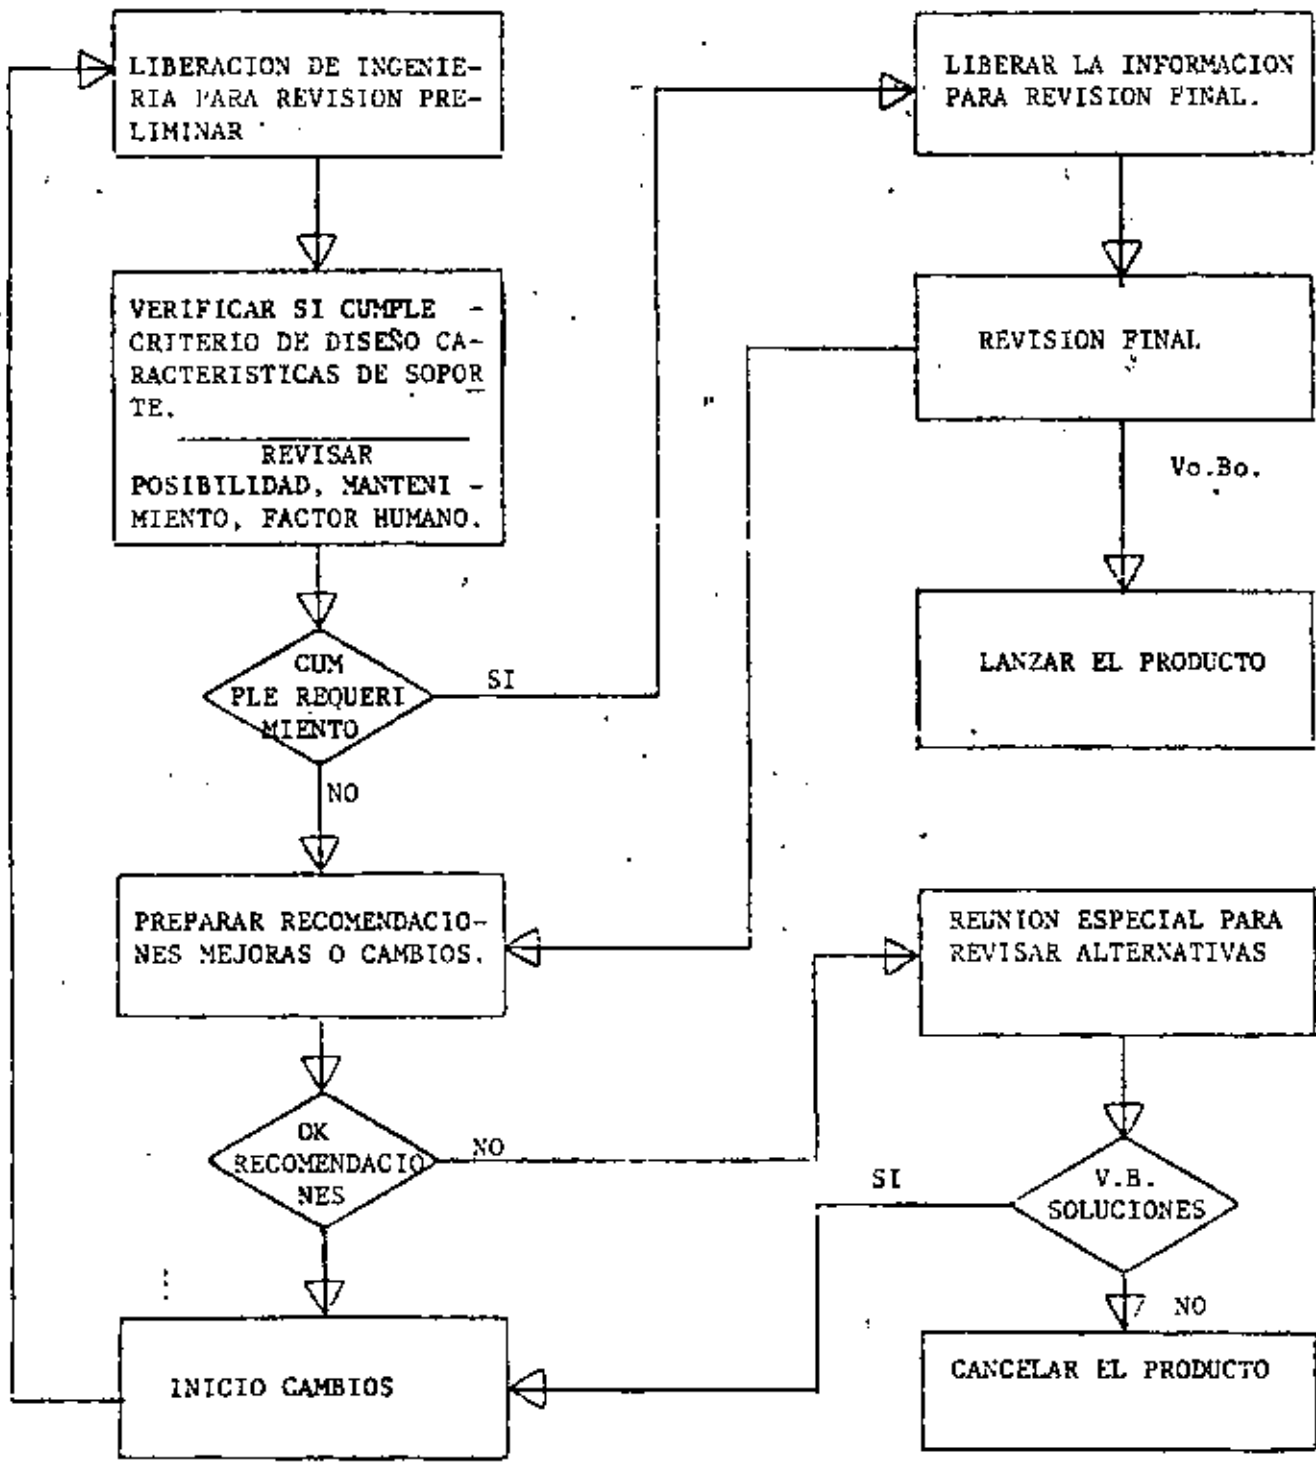 LIBERACION DE INGENIE-
RIA PARA REVISION PRE-
LIMINAR
VERIFICAR SI CUMPLE -
CRITERIO DE DISEÑO CA-
RACTERISTICAS DE SOPOR
TE.
REVISAR
POSIBILIDAD, MANTENI -
MIENTO, FACTOR HUMANO.
CUM
PLE REQUERI
MIENTO
SI
NO
PREPARAR RECOMENDACIO-
NES MEJORAS O CAMBIOS.
OK
RECOMENDACIO
NES
NO
INICIO CAMBIOS
LIBERAR LA INFORMACION
PARA REVISION FINAL.
REVISION FINAL
Vo.Bo.
LANZAR EL PRODUCTO
REUNION ESPECIAL PARA
REVISAR ALTERNATIVAS
V.B.
SOLUCIONES
SI
NO
CANCELAR EL PRODUCTO